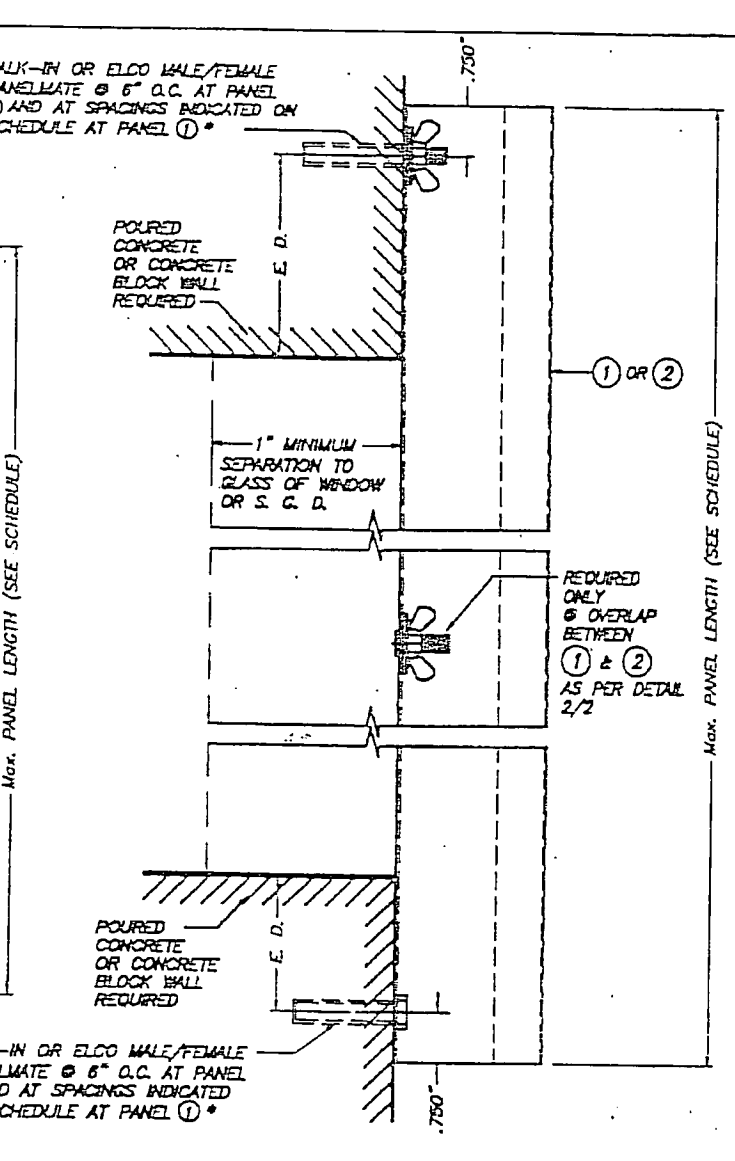 ALK-IN OR ELCO MALE/FEMALE
ANELMATE @ 6" O.C. AT PANEL
) AND AT SPACINGS INDICATED ON
CHEDULE AT PANEL ① *
.750"
POURED
CONCRETE
OR CONCRETE
BLOCK WALL
REQUIRED
E. D.
① OR ②
1" MINIMUM
SEPARATION TO
GLASS OF WINDOW
OR S. G. D.
Max. PANEL LENGTH (SEE SCHEDULE)
Max. PANEL LENGTH (SEE SCHEDULE)
REQUIRED
ONLY
@ OVERLAP
BETWEEN
① & ②
AS PER DETAIL
2/2
POURED
CONCRETE
OR CONCRETE
BLOCK WALL
REQUIRED
E. D.
-IN OR ELCO MALE/FEMALE
LMATE @ 6" O.C. AT PANEL
D AT SPACINGS INDICATED
CHEDULE AT PANEL ① *
.750"